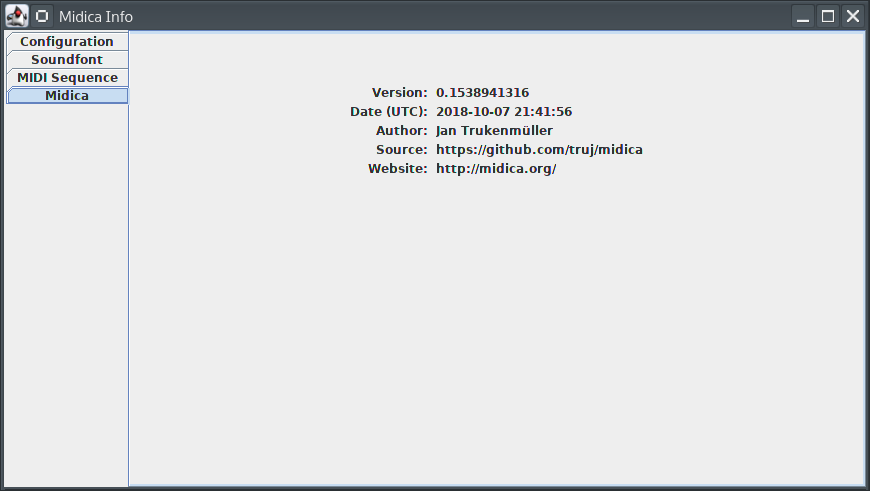 Midica Info
Configuration
Soundfont
MIDI Sequence
Midica
Version: 0.1538941316
Date (UTC): 2018-10-07 21:41:56
Author: Jan Trukenmüller
Source: https://github.com/truj/midica
Website: http://midica.org/